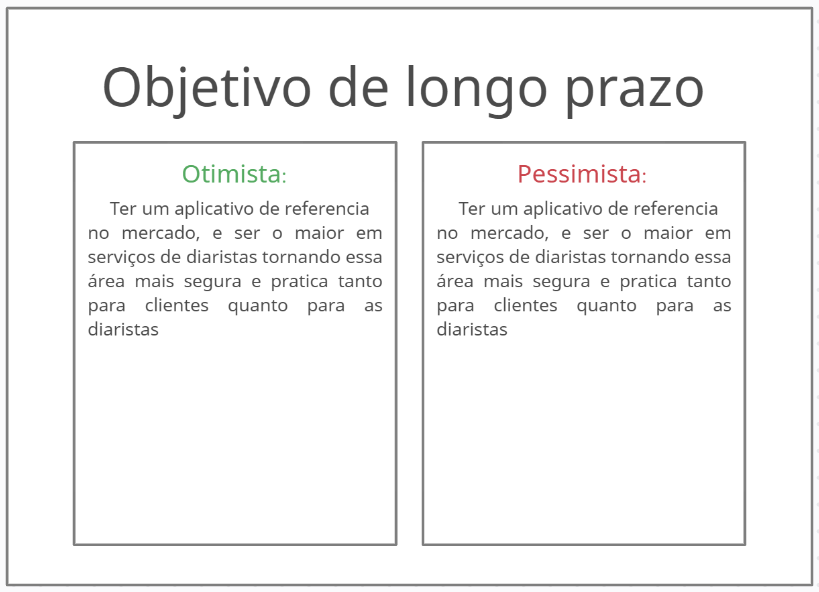 Objetivo de longo prazo
Otimista:
Ter um aplicativo de referencia
no mercado, e ser o maior em
serviços de diaristas tornando essa
área mais segura e pratica tanto
para clientes quanto para as
diaristas
Pessimista:
Ter um aplicativo de referencia
no mercado, e ser o maior em
serviços de diaristas tornando essa
área mais segura e pratica tanto
para clientes quanto para as
diaristas